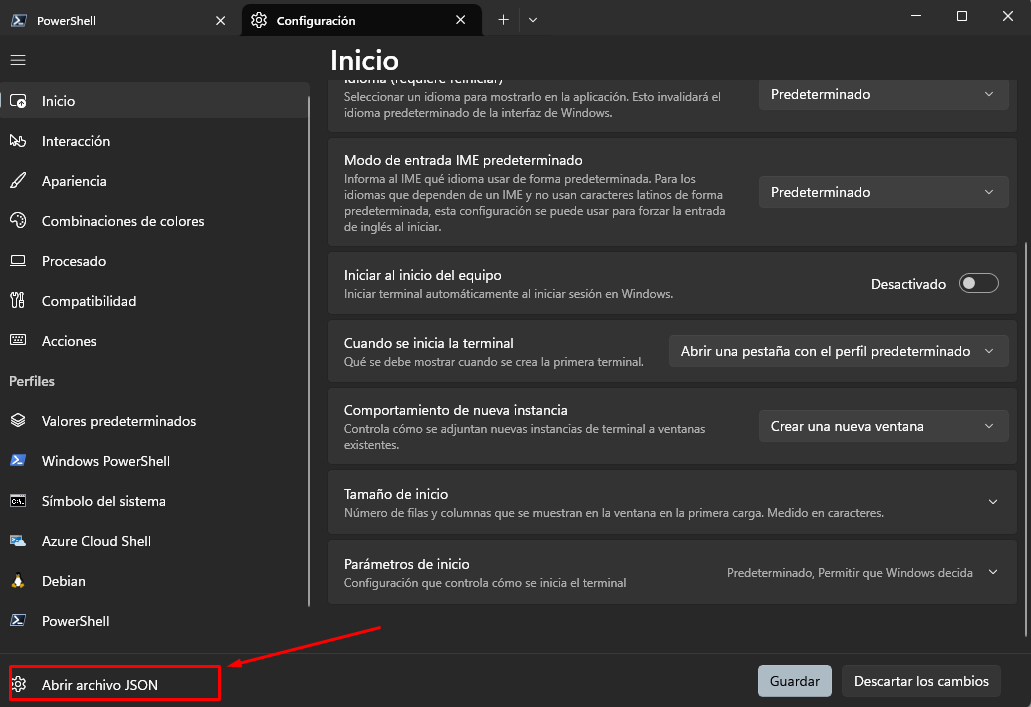 PowerShell
Configuración
Inicio
Inicio
Interacción
Apariencia
Combinaciones de colores
Procesado
Compatibilidad
Acciones
Perfiles
Valores predeterminados
Windows PowerShell
Símbolo del sistema
Azure Cloud Shell
Debian
PowerShell
Abrir archivo JSON
Idioma (requiere reiniciar)
Seleccionar un idioma para mostrarlo en la aplicación. Esto invalidará el
idioma predeterminado de la interfaz de Windows.
Predeterminado
Modo de entrada IME predeterminado
Informa al IME qué idioma usar de forma predeterminada. Para los
idiomas que dependen de un IME y no usan caracteres latinos de forma
predeterminada, esta configuración se puede usar para forzar la entrada
de inglés al iniciar.
Predeterminado
Iniciar al inicio del equipo
Iniciar terminal automáticamente al iniciar sesión en Windows.
Desactivado
Cuando se inicia la terminal
Qué se debe mostrar cuando se crea la primera terminal.
Abrir una pestaña con el perfil predeterminado
Comportamiento de nueva instancia
Controla cómo se adjuntan nuevas instancias de terminal a ventanas
existentes.
Crear una nueva ventana
Tamaño de inicio
Número de filas y columnas que se muestran en la ventana en la primera carga. Medido en caracteres.
Parámetros de inicio
Configuración que controla cómo se inicia el terminal
Predeterminado, Permitir que Windows decida
Guardar
Descartar los cambios